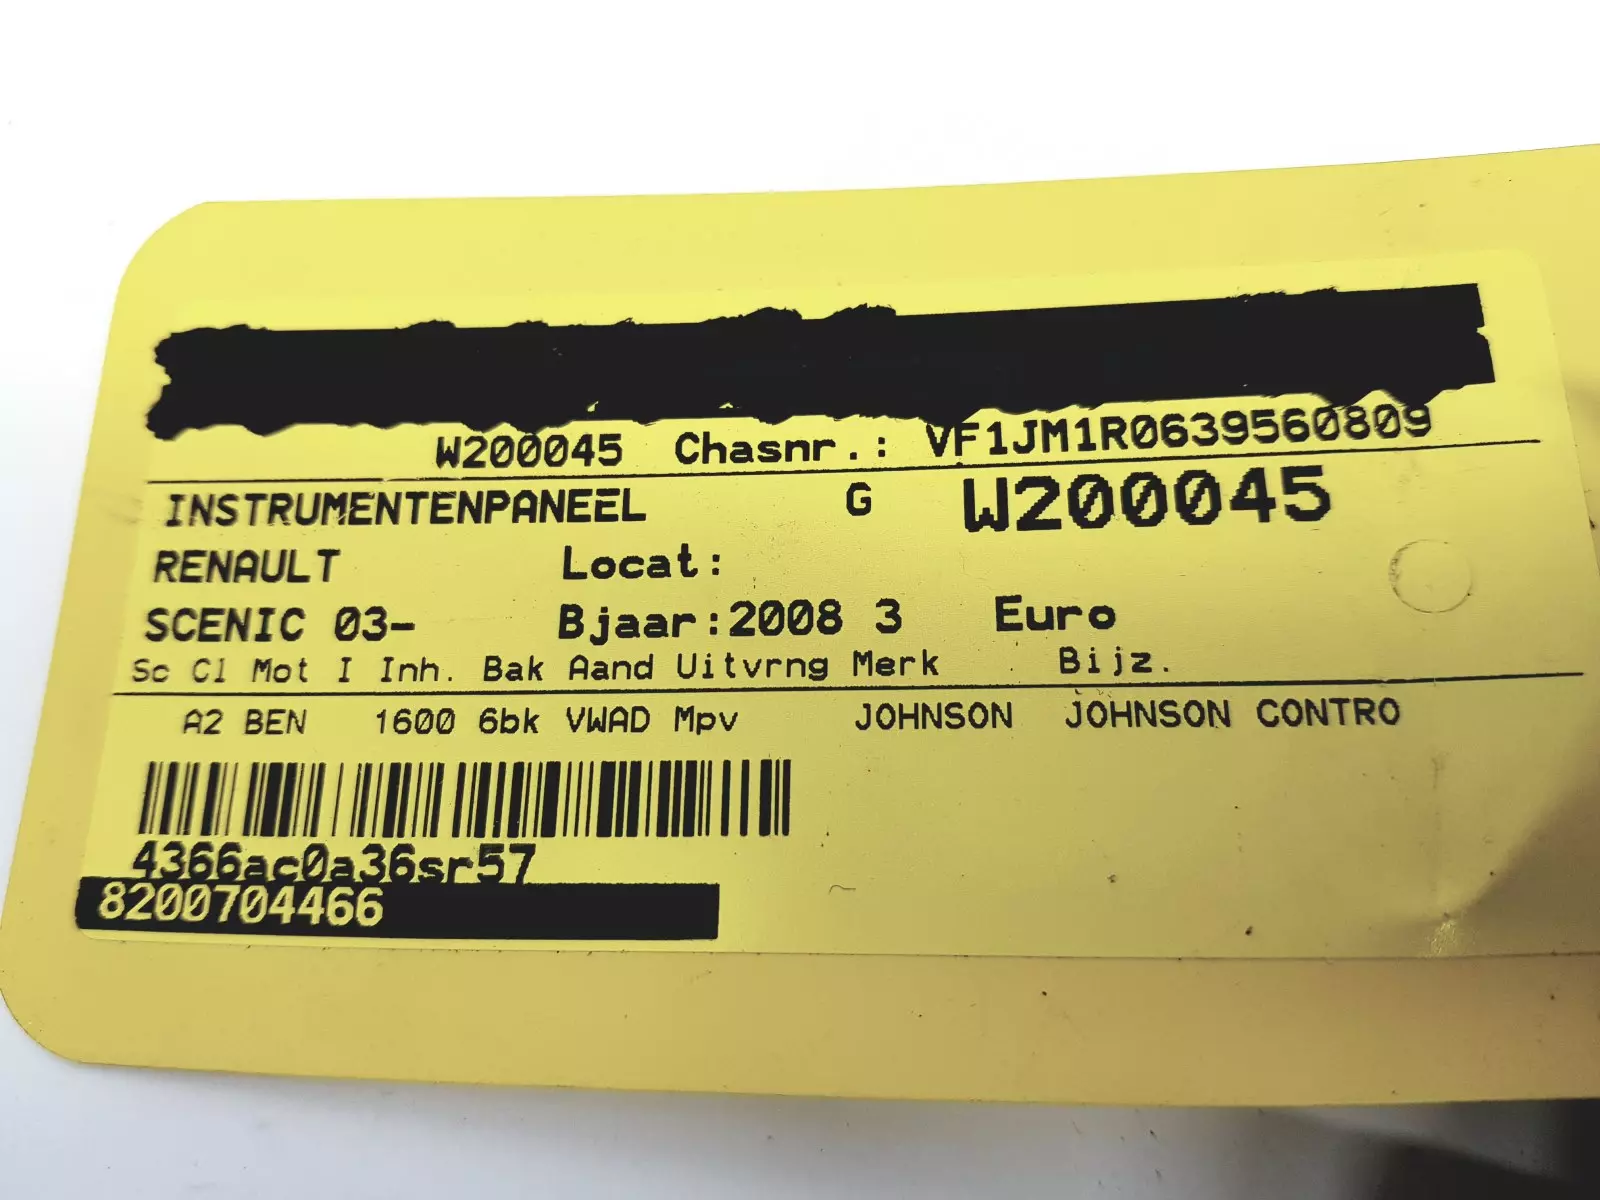 W200045 Chasnr.: VF1JM1R0639560809
INSTRUMENTENPANEEL G W200045
RENAULT Locat:
SCENIC 03- Bjaar:2008 3 Euro
Sc Cl Mot I Inh. Bak Aand Uitvrng Merk Bijz.
A2 BEN 1600 6bk VWAD Mpv JOHNSON JOHNSON CONTRO
4366ac0a36sr57
8200704466